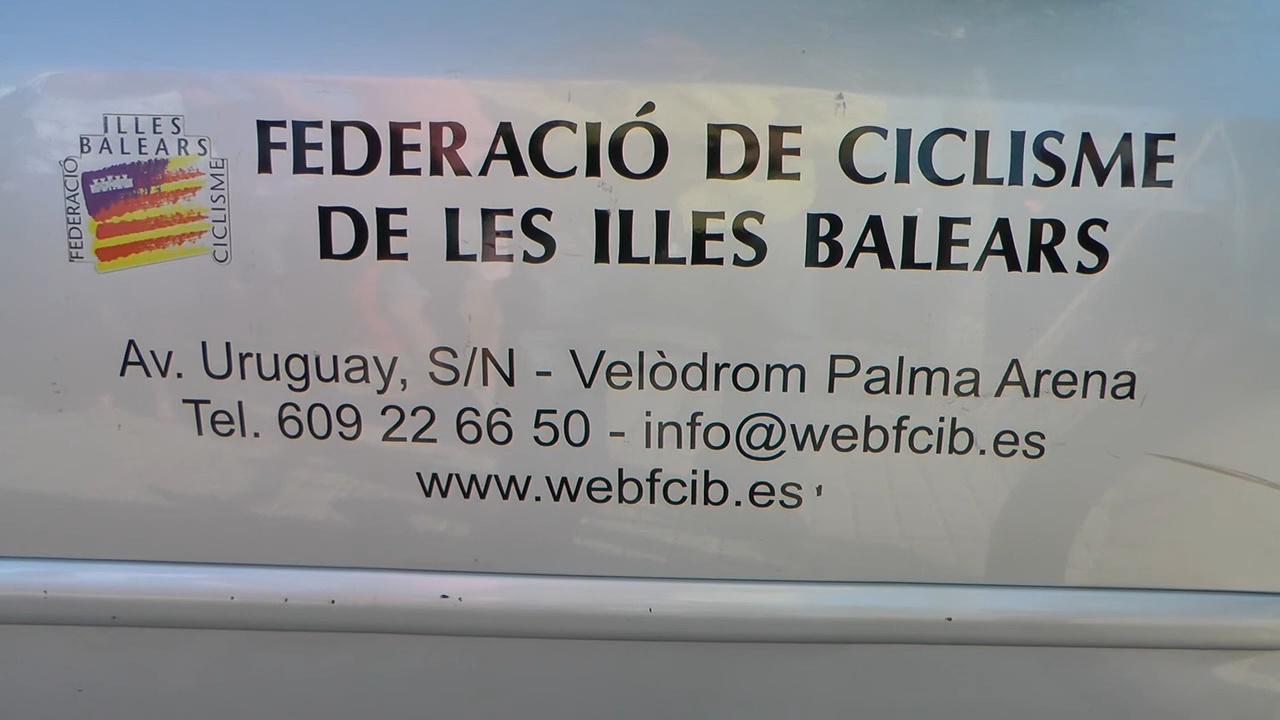 ILLES
BALEARS
FEDERACIÓ
CICLISME
FEDERACIÓ DE CICLISME
DE LES ILLES BALEARS
Av. Uruguay, S/N - Velòdrom Palma Arena
Tel. 609 22 66 50 - info@webfcib.es
www.webfcib.es